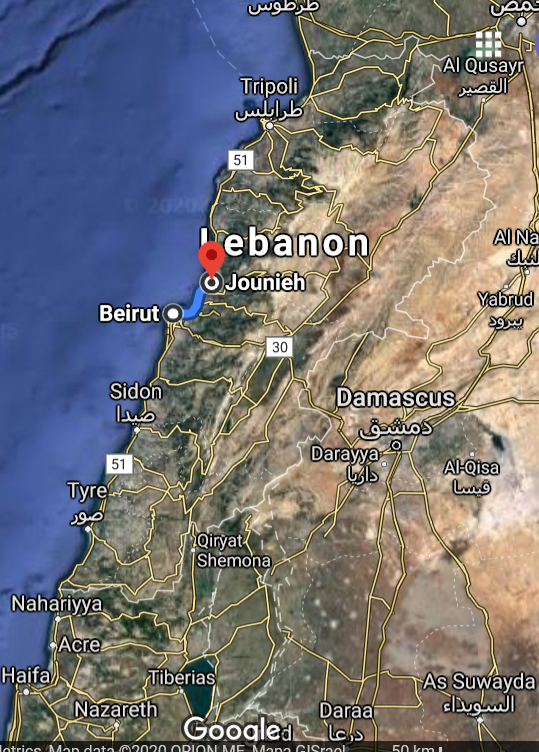 طرطوس
حمص
Al Qusayr
القصير
Tripoli
طرابلس
51
Lebanon
Al Na
Jounieh
Yabrud
يبرود
Beirut
30
Sidon
صيدا
Damascus
دمشق
Darayya
داريا
Al-Qisa
قيسا
51
Tyre
صور
Qiryat
Shemona
Nahariyya
Acre
Haifa
Tiberias
As Suwayda
السويداء
Nazareth
Daraa
درعا
Google
Map data ©2020 ORION-ME, Mapa GISrael
50 km